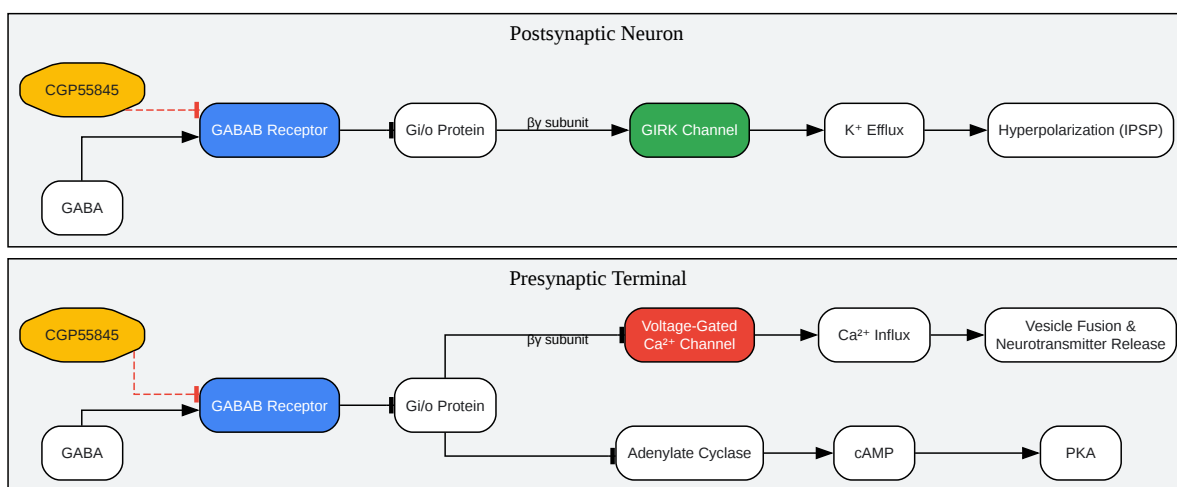 Postsynaptic Neuron
CGP55845
GABAB Receptor
Gi/o Protein
βγ subunit
GIRK Channel
K⁺ Efflux
Hyperpolarization (IPSP)
GABA
Presynaptic Terminal
CGP55845
GABAB Receptor
Gi/o Protein
βγ subunit
Voltage-Gated
Ca²⁺ Channel
Ca²⁺ Influx
Vesicle Fusion &
Neurotransmitter Release
GABA
Adenylate Cyclase
cAMP
PKA